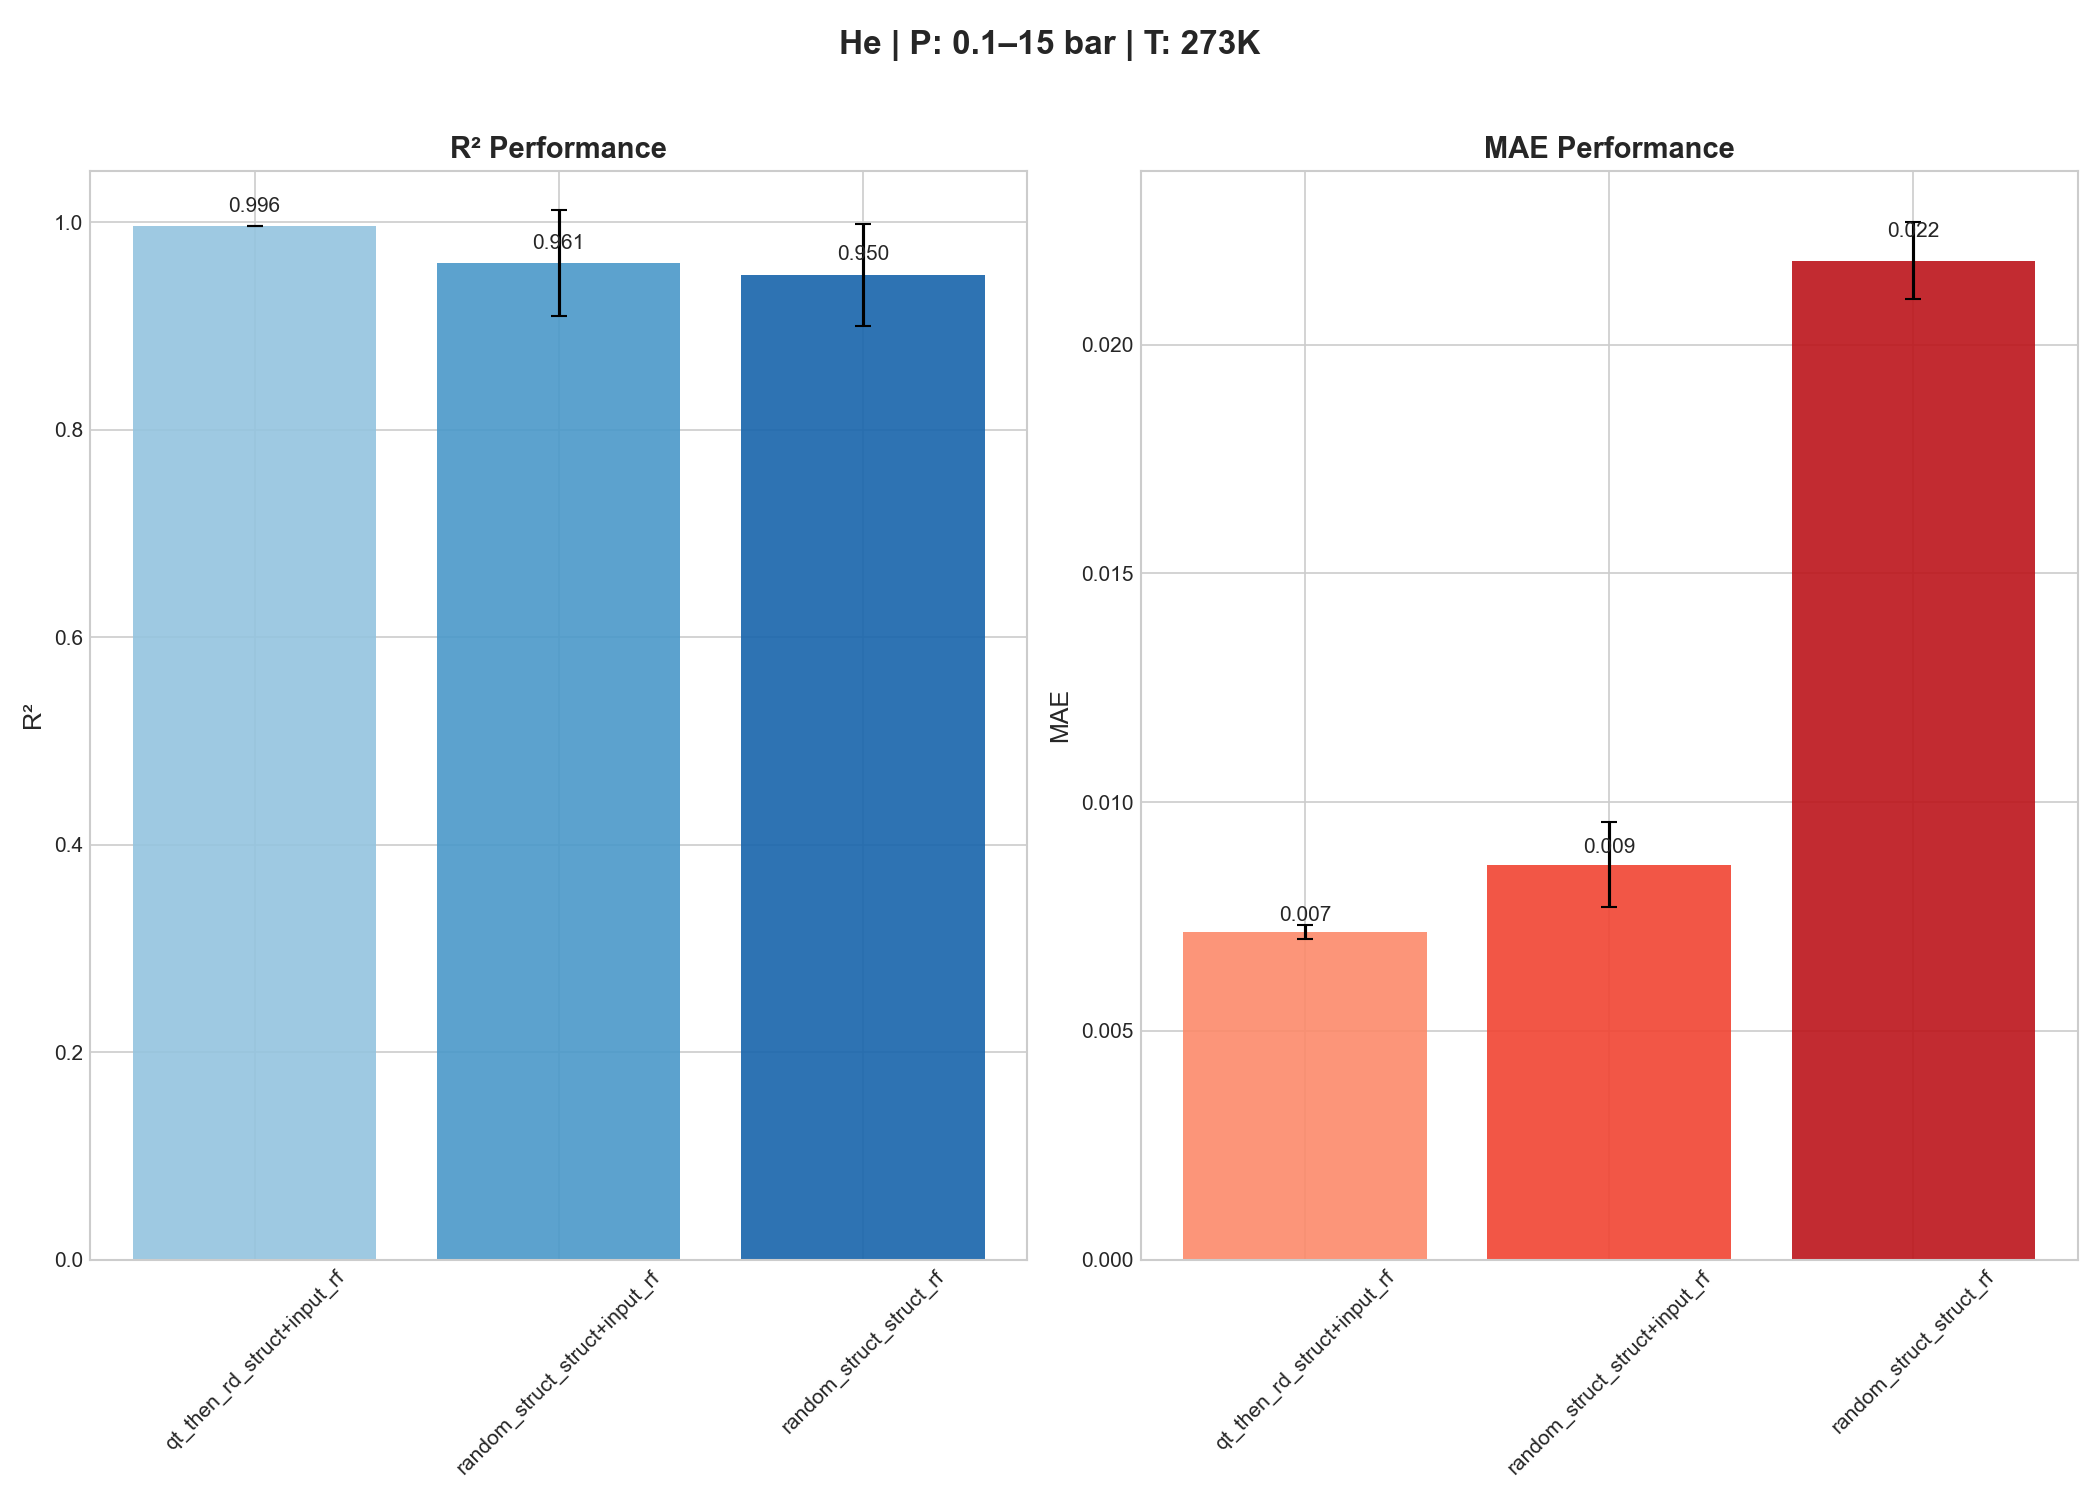 He | P: 0.1–15 bar | T: 273K
R² Performance
0.996
0.961
0.950
1.0
0.8
0.6
0.4
0.2
0.0
R²
qt_then_rd_struct+input_rf
random_struct_struct+input_rf
random_struct_struct_rf
MAE Performance
0.022
0.009
0.007
0.020
0.015
0.010
0.005
0.000
MAE
qt_then_rd_struct+input_rf
random_struct_struct+input_rf
random_struct_struct_rf